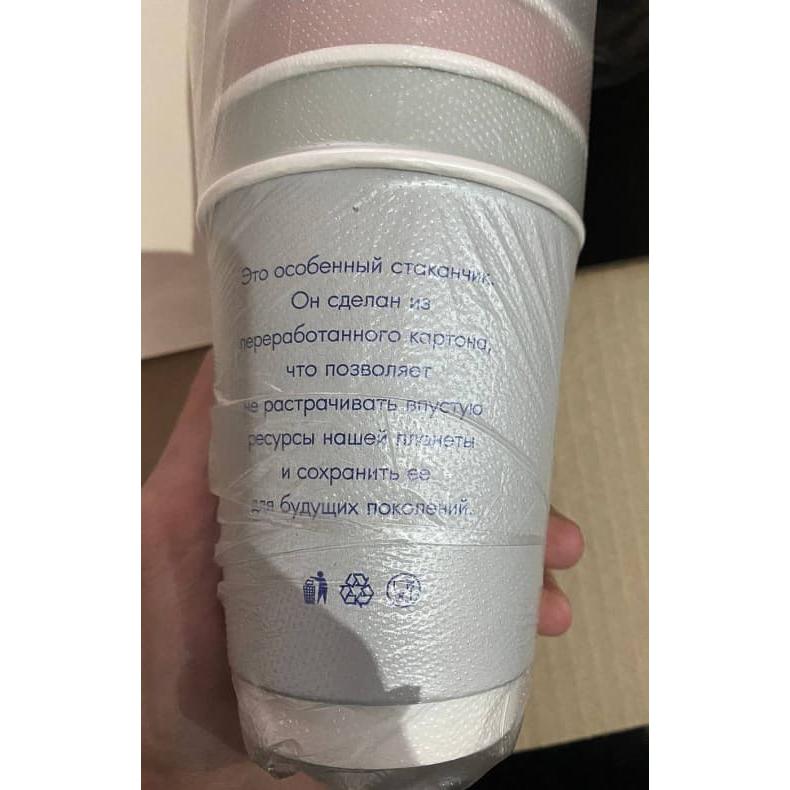 Это особенный стаканчик.
Он сделан из
переработанного картона,
что позволяет
не растрачивать впустую
ресурсы нашей планеты
и сохранить ее
для будущих поколений.